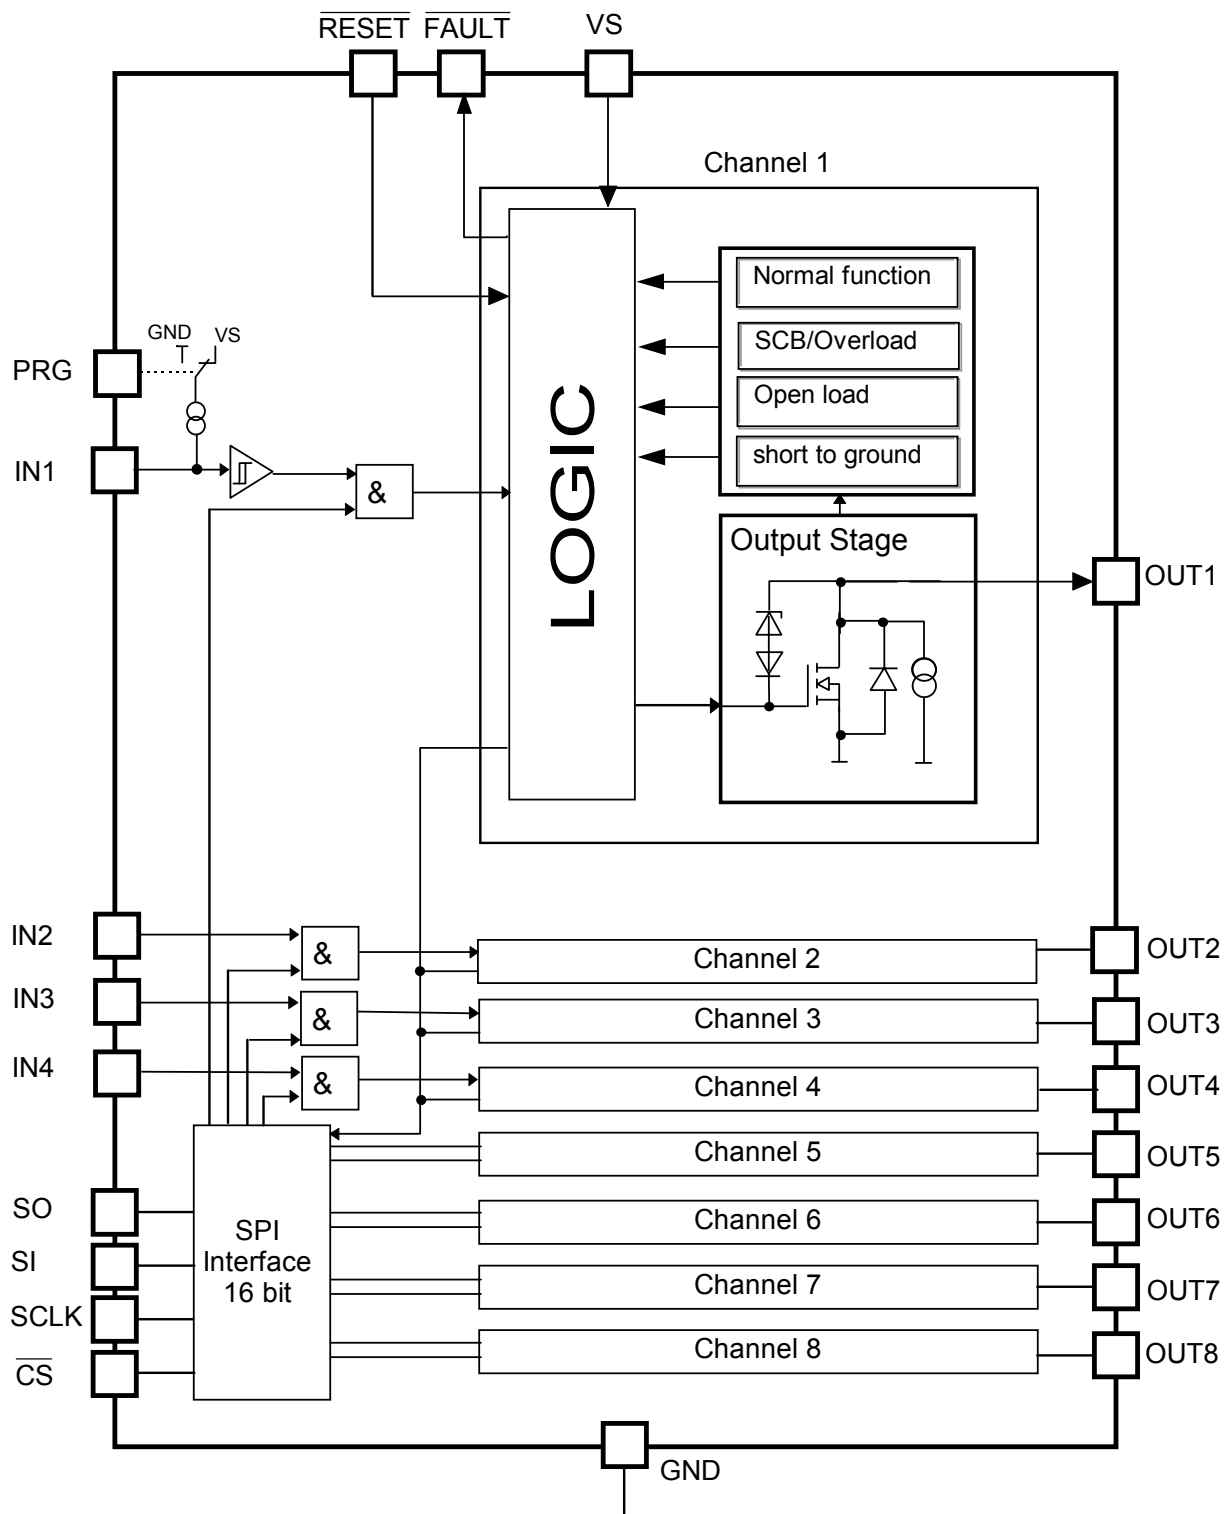 RESET FAULT VS
Channel 1
Normal function
SCB/Overload
Open load
short to ground
LOGIC
GND VS
PRG
IN1
&
Output Stage
OUT1
IN2
&
Channel 2
OUT2
IN3
&
Channel 3
OUT3
IN4
&
Channel 4
OUT4
Channel 5
OUT5
SO
SI
SCLK
CS
SPI
Interface
16 bit
Channel 6
OUT6
Channel 7
OUT7
Channel 8
OUT8
GND